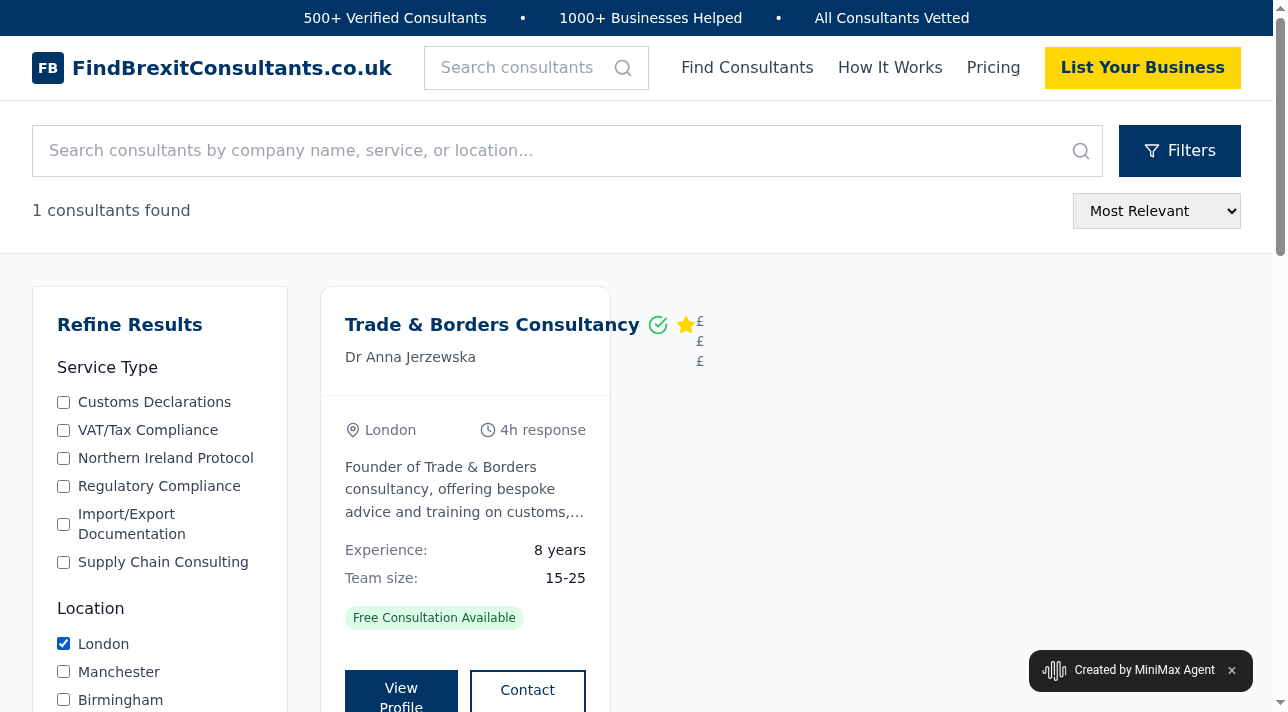 500+ Verified Consultants • 1000+ Businesses Helped • All Consultants Vetted
FB FindBrexitConsultants.co.uk Search consultants Find Consultants How It Works Pricing List Your Business
Search consultants by company name, service, or location...
Filters
1 consultants found
Most Relevant
Refine Results
Service Type
Customs Declarations
VAT/Tax Compliance
Northern Ireland Protocol
Regulatory Compliance
Import/Export
Documentation
Supply Chain Consulting
Location
London
Manchester
Birmingham
Trade & Borders Consultancy
£
£
£
Dr Anna Jerzewska
London 4h response
Founder of Trade & Borders
consultancy, offering bespoke
advice and training on customs,...
Experience: 8 years
Team size: 15-25
Free Consultation Available
View
Profile
Contact
Created by MiniMax Agent ×